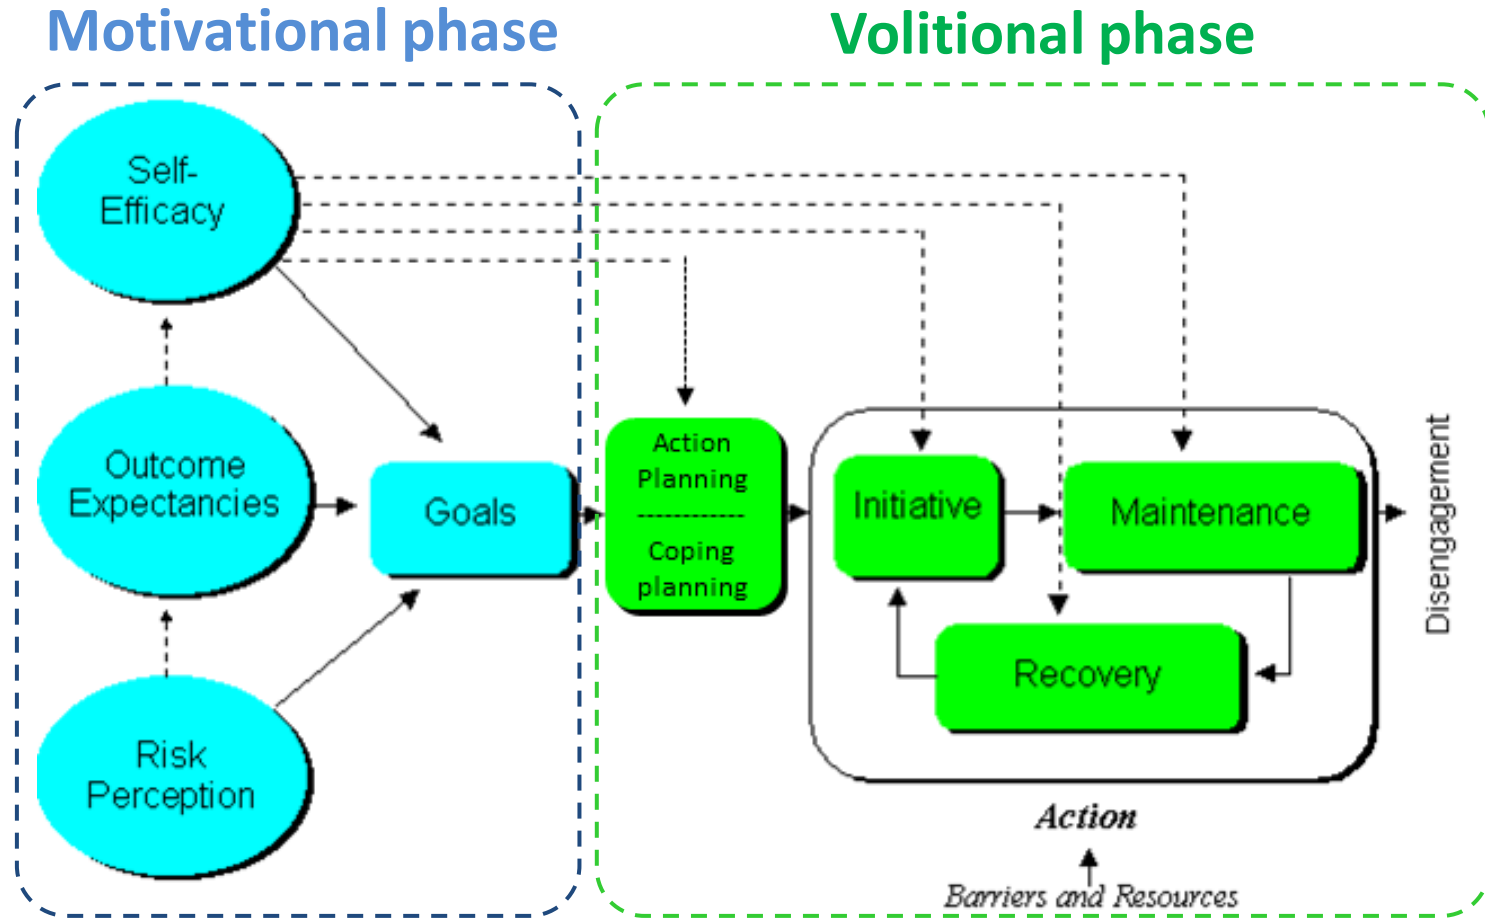 Motivational phase
Volitional phase
Self-
Efficacy
Outcome
Expectancies
Risk
Perception
Goals
Action
Planning
------------
Coping
planning
Initiative
Maintenance
Recovery
Disengagement
Action
Barriers and Resources